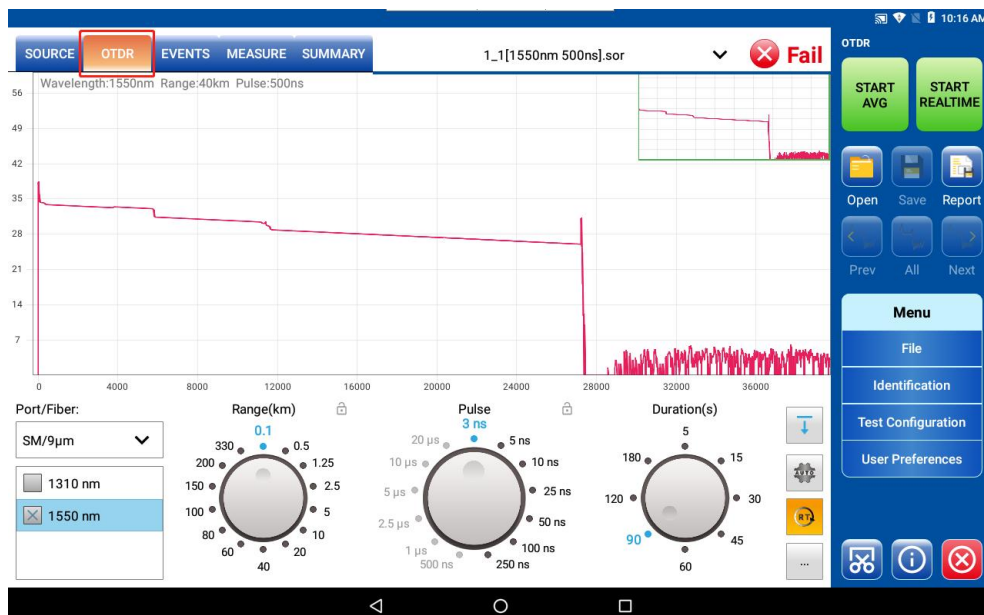 10:16 AM
SOURCE OTDR EVENTS MEASURE SUMMARY
1_1[1550nm 500ns].sor
Fail
OTDR
Wavelength:1550nm Range:40km Pulse:500ns
56
49
42
35
28
21
14
7
0 4000 8000 12000 16000 20000 24000 28000 32000 36000
START AVG
START REALTIME
Open Save Report
Prev All Next
Menu
File
Identification
Test Configuration
User Preferences
Port/Fiber:
SM/9µm
1310 nm
1550 nm
Range(km)
0.1
0.5
1.25
2.5
5
10
20
40
60
80
100
150
200
330
Pulse
3 ns
5 ns
10 ns
25 ns
50 ns
100 ns
250 ns
500 ns
1 µs
2.5 µs
5 µs
10 µs
20 µs
Duration(s)
5
15
30
45
60
90
120
180
AUTO
RT
...